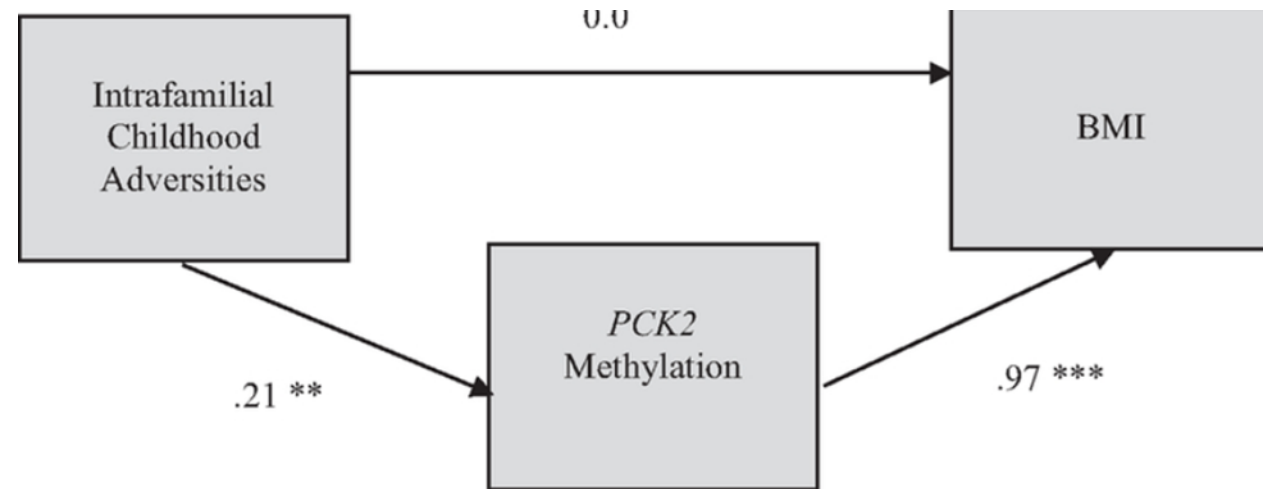 0.0
Intrafamilial
Childhood
Adversities
BMI
PCK2
Methylation
.21 **
.97 ***